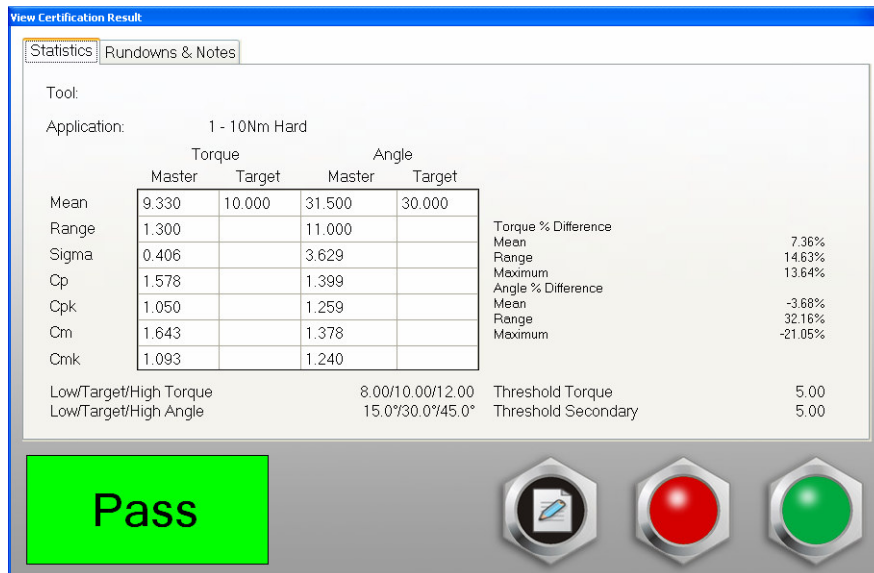 View Certification Result
Statistics Rundowns & Notes
Tool:
Application: 1 - 10Nm Hard
Torque Angle
Master Target Master Target
Mean 9.330 10.000 31.500 30.000
Range 1.300 11.000
Sigma 0.406 3.629
Cp 1.578 1.399
Cpk 1.050 1.259
Cm 1.643 1.378
Cmk 1.093 1.240
Torque % Difference
Mean 7.36%
Range 14.63%
Maximum 13.64%
Angle % Difference
Mean -3.68%
Range 32.16%
Maximum -21.05%
Low/Target/High Torque 8.00/10.00/12.00 Threshold Torque 5.00
Low/Target/High Angle 15.0°/30.0°/45.0° Threshold Secondary 5.00
Pass